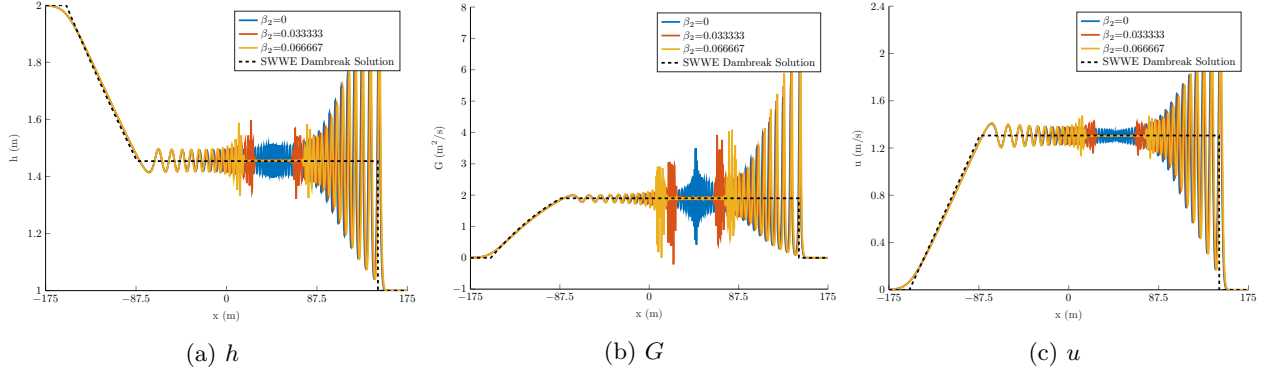 2
1.8
1.6
1.4
1.2
1
h (m)
−175
−87.5
0
87.5
175
x (m)
β₂=0
β₂=0.033333
β₂=0.066667
SWWE Dambreak Solution
(a) h
8
7
6
5
4
3
2
1
0
−1
G (m²/s)
−175
−87.5
0
87.5
175
x (m)
β₂=0
β₂=0.033333
β₂=0.066667
SWWE Dambreak Solution
(b) G
2.4
2
1.6
1.2
0.8
0.4
0
u (m/s)
−175
−87.5
0
87.5
175
x (m)
β₂=0
β₂=0.033333
β₂=0.066667
SWWE Dambreak Solution
(c) u